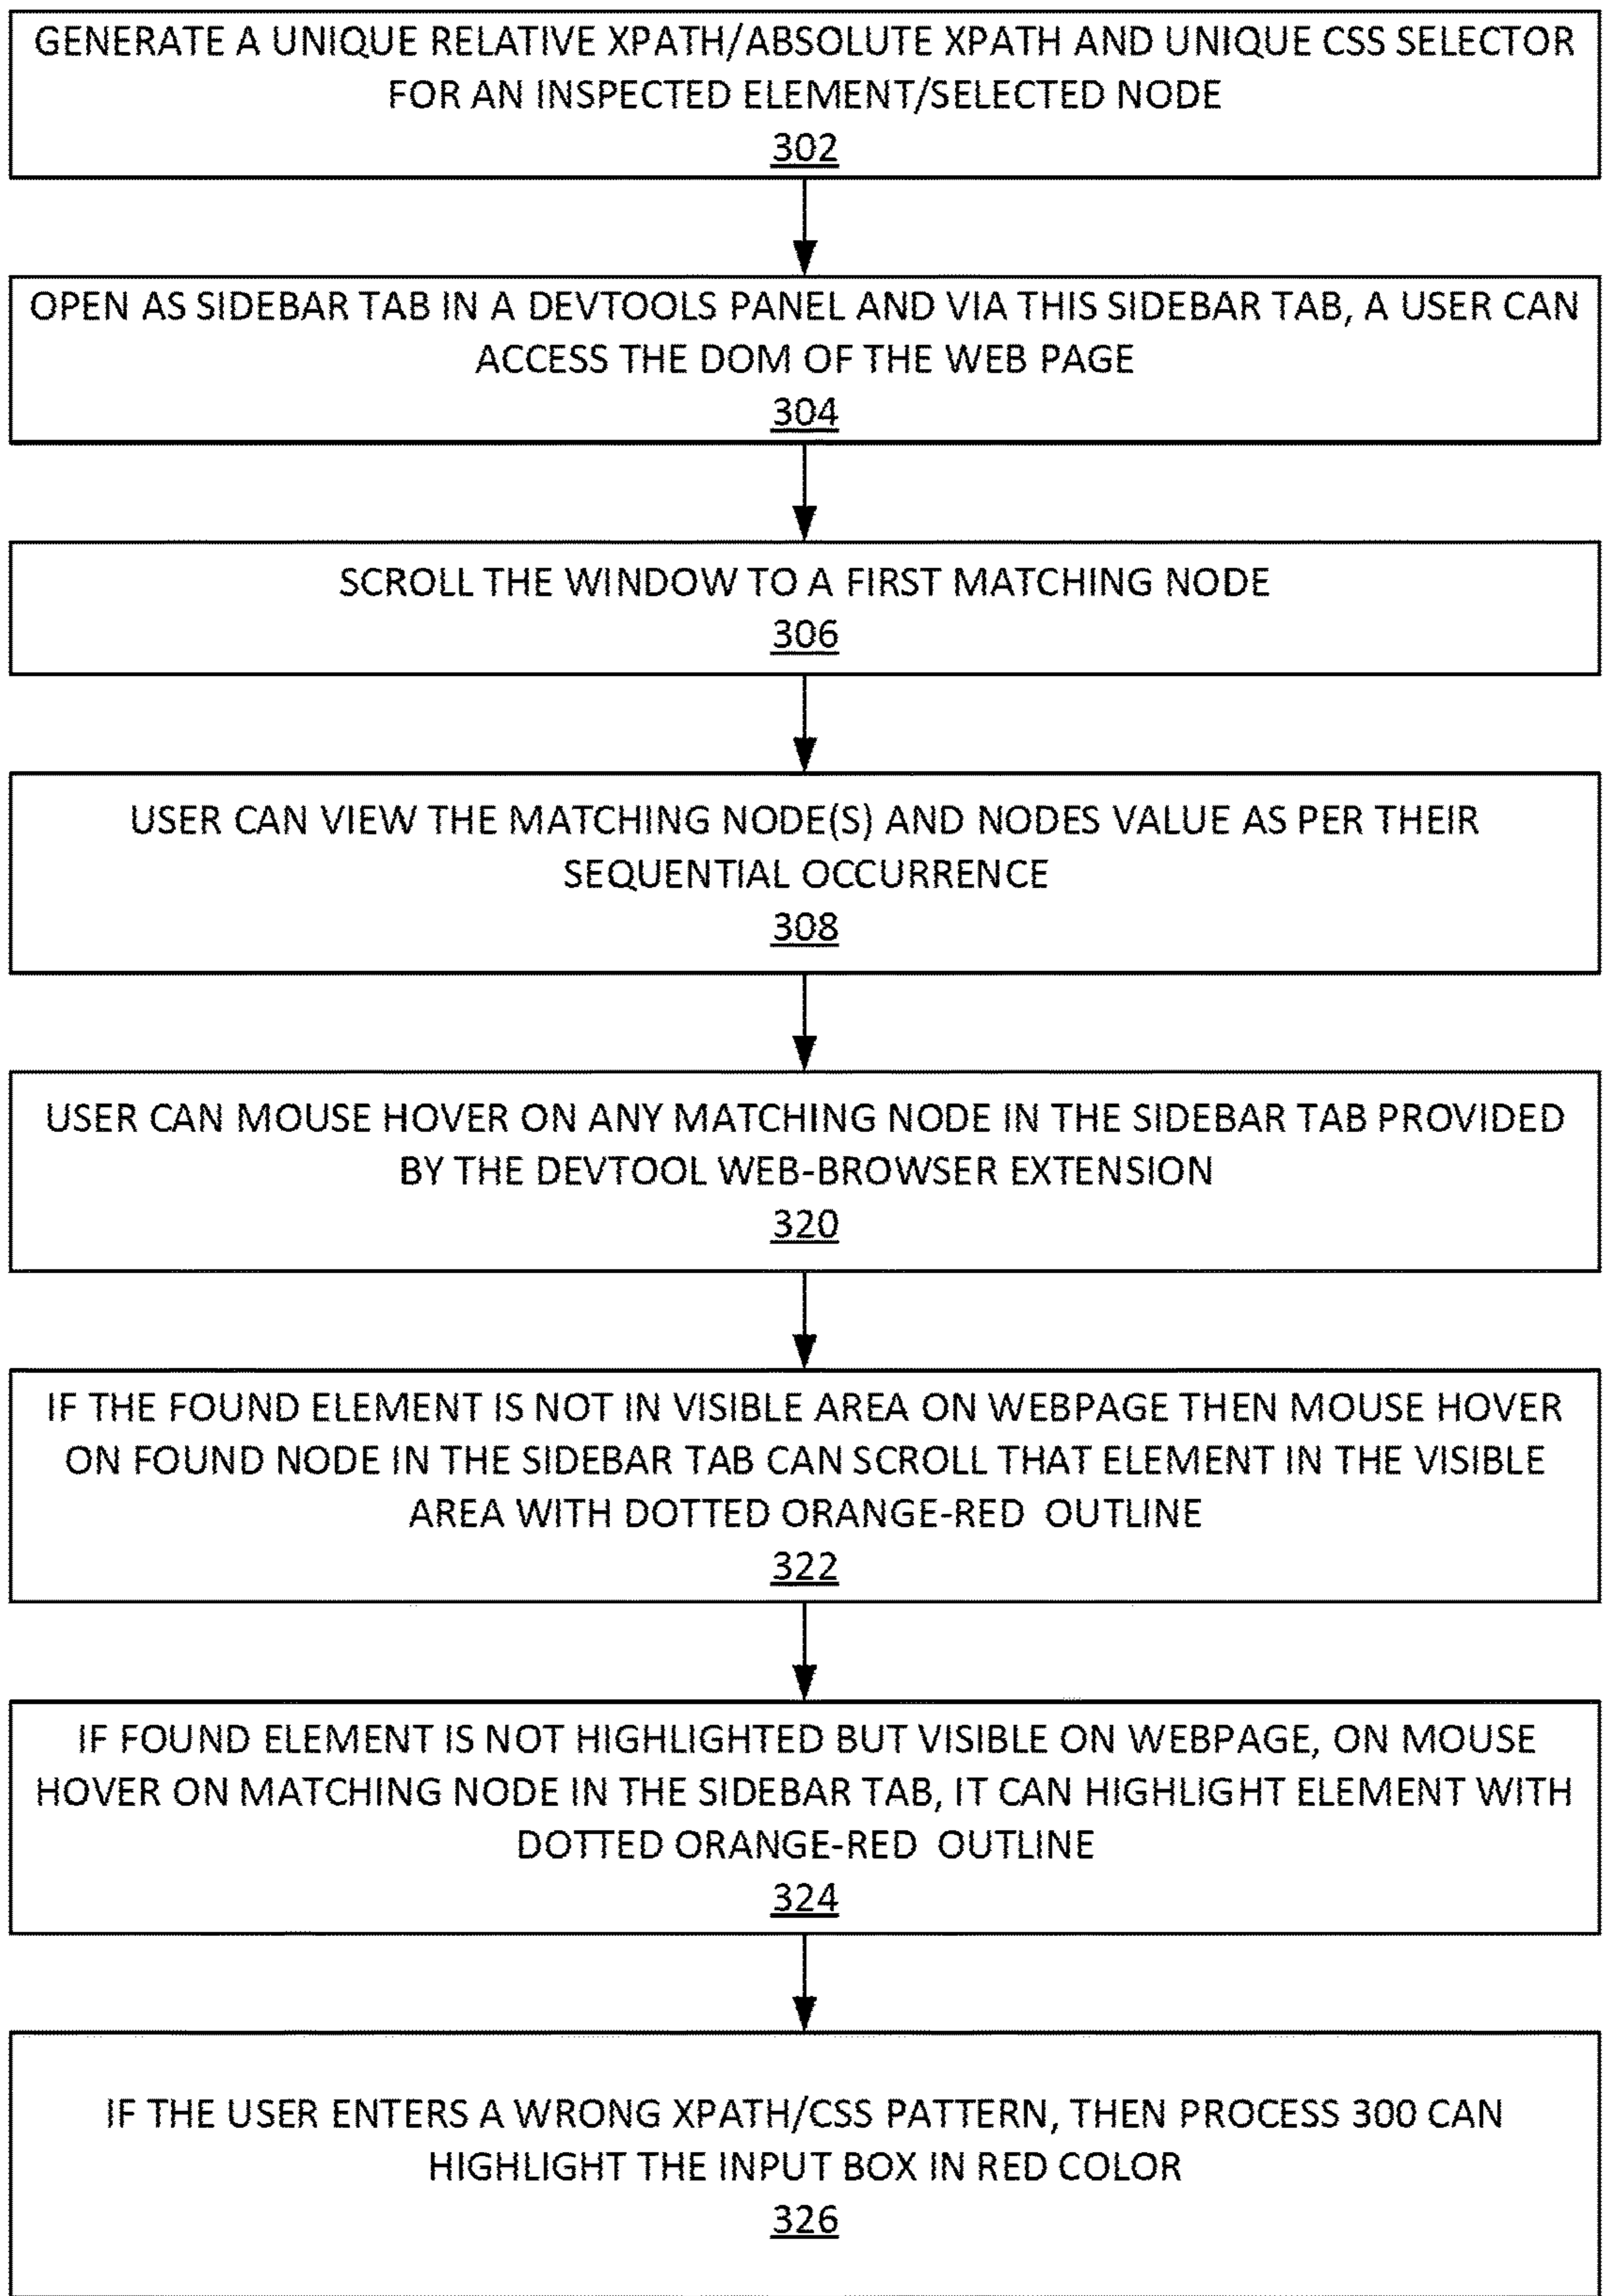 GENERATE A UNIQUE RELATIVE XPATH/ABSOLUTE XPATH AND UNIQUE CSS SELECTOR
FOR AN INSPECTED ELEMENT/SELECTED NODE
302
OPEN AS SIDEBAR TAB IN A DEVTOOLS PANEL AND VIA THIS SIDEBAR TAB, A USER CAN
ACCESS THE DOM OF THE WEB PAGE
304
SCROLL THE WINDOW TO A FIRST MATCHING NODE
306
USER CAN VIEW THE MATCHING NODE(S) AND NODES VALUE AS PER THEIR
SEQUENTIAL OCCURRENCE
308
USER CAN MOUSE HOVER ON ANY MATCHING NODE IN THE SIDEBAR TAB PROVIDED
BY THE DEVTOOL WEB-BROWSER EXTENSION
320
IF THE FOUND ELEMENT IS NOT IN VISIBLE AREA ON WEBPAGE THEN MOUSE HOVER
ON FOUND NODE IN THE SIDEBAR TAB CAN SCROLL THAT ELEMENT IN THE VISIBLE
AREA WITH DOTTED ORANGE-RED OUTLINE
322
IF FOUND ELEMENT IS NOT HIGHLIGHTED BUT VISIBLE ON WEBPAGE, ON MOUSE
HOVER ON MATCHING NODE IN THE SIDEBAR TAB, IT CAN HIGHLIGHT ELEMENT WITH
DOTTED ORANGE-RED OUTLINE
324
IF THE USER ENTERS A WRONG XPATH/CSS PATTERN, THEN PROCESS 300 CAN
HIGHLIGHT THE INPUT BOX IN RED COLOR
326